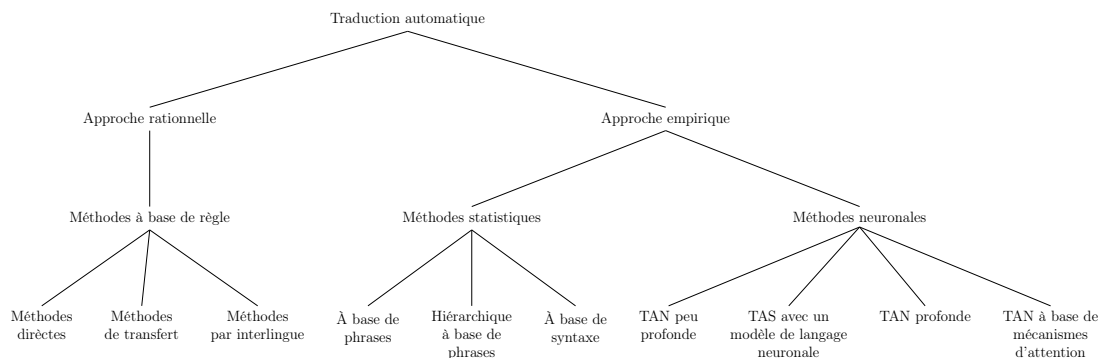 Traduction automatique
Approche rationnelle
Approche empirique
Méthodes à base de règle
Méthodes statistiques
Méthodes neuronales
Méthodes
dirèctes
Méthodes
de transfert
Méthodes
par interlingue
À base de
phrases
Hiérarchique
à base de
phrases
À base de
syntaxe
TAN peu
profonde
TAS avec un
modèle de langage
neuronale
TAN profonde
TAN à base de
mécanismes
d'attention